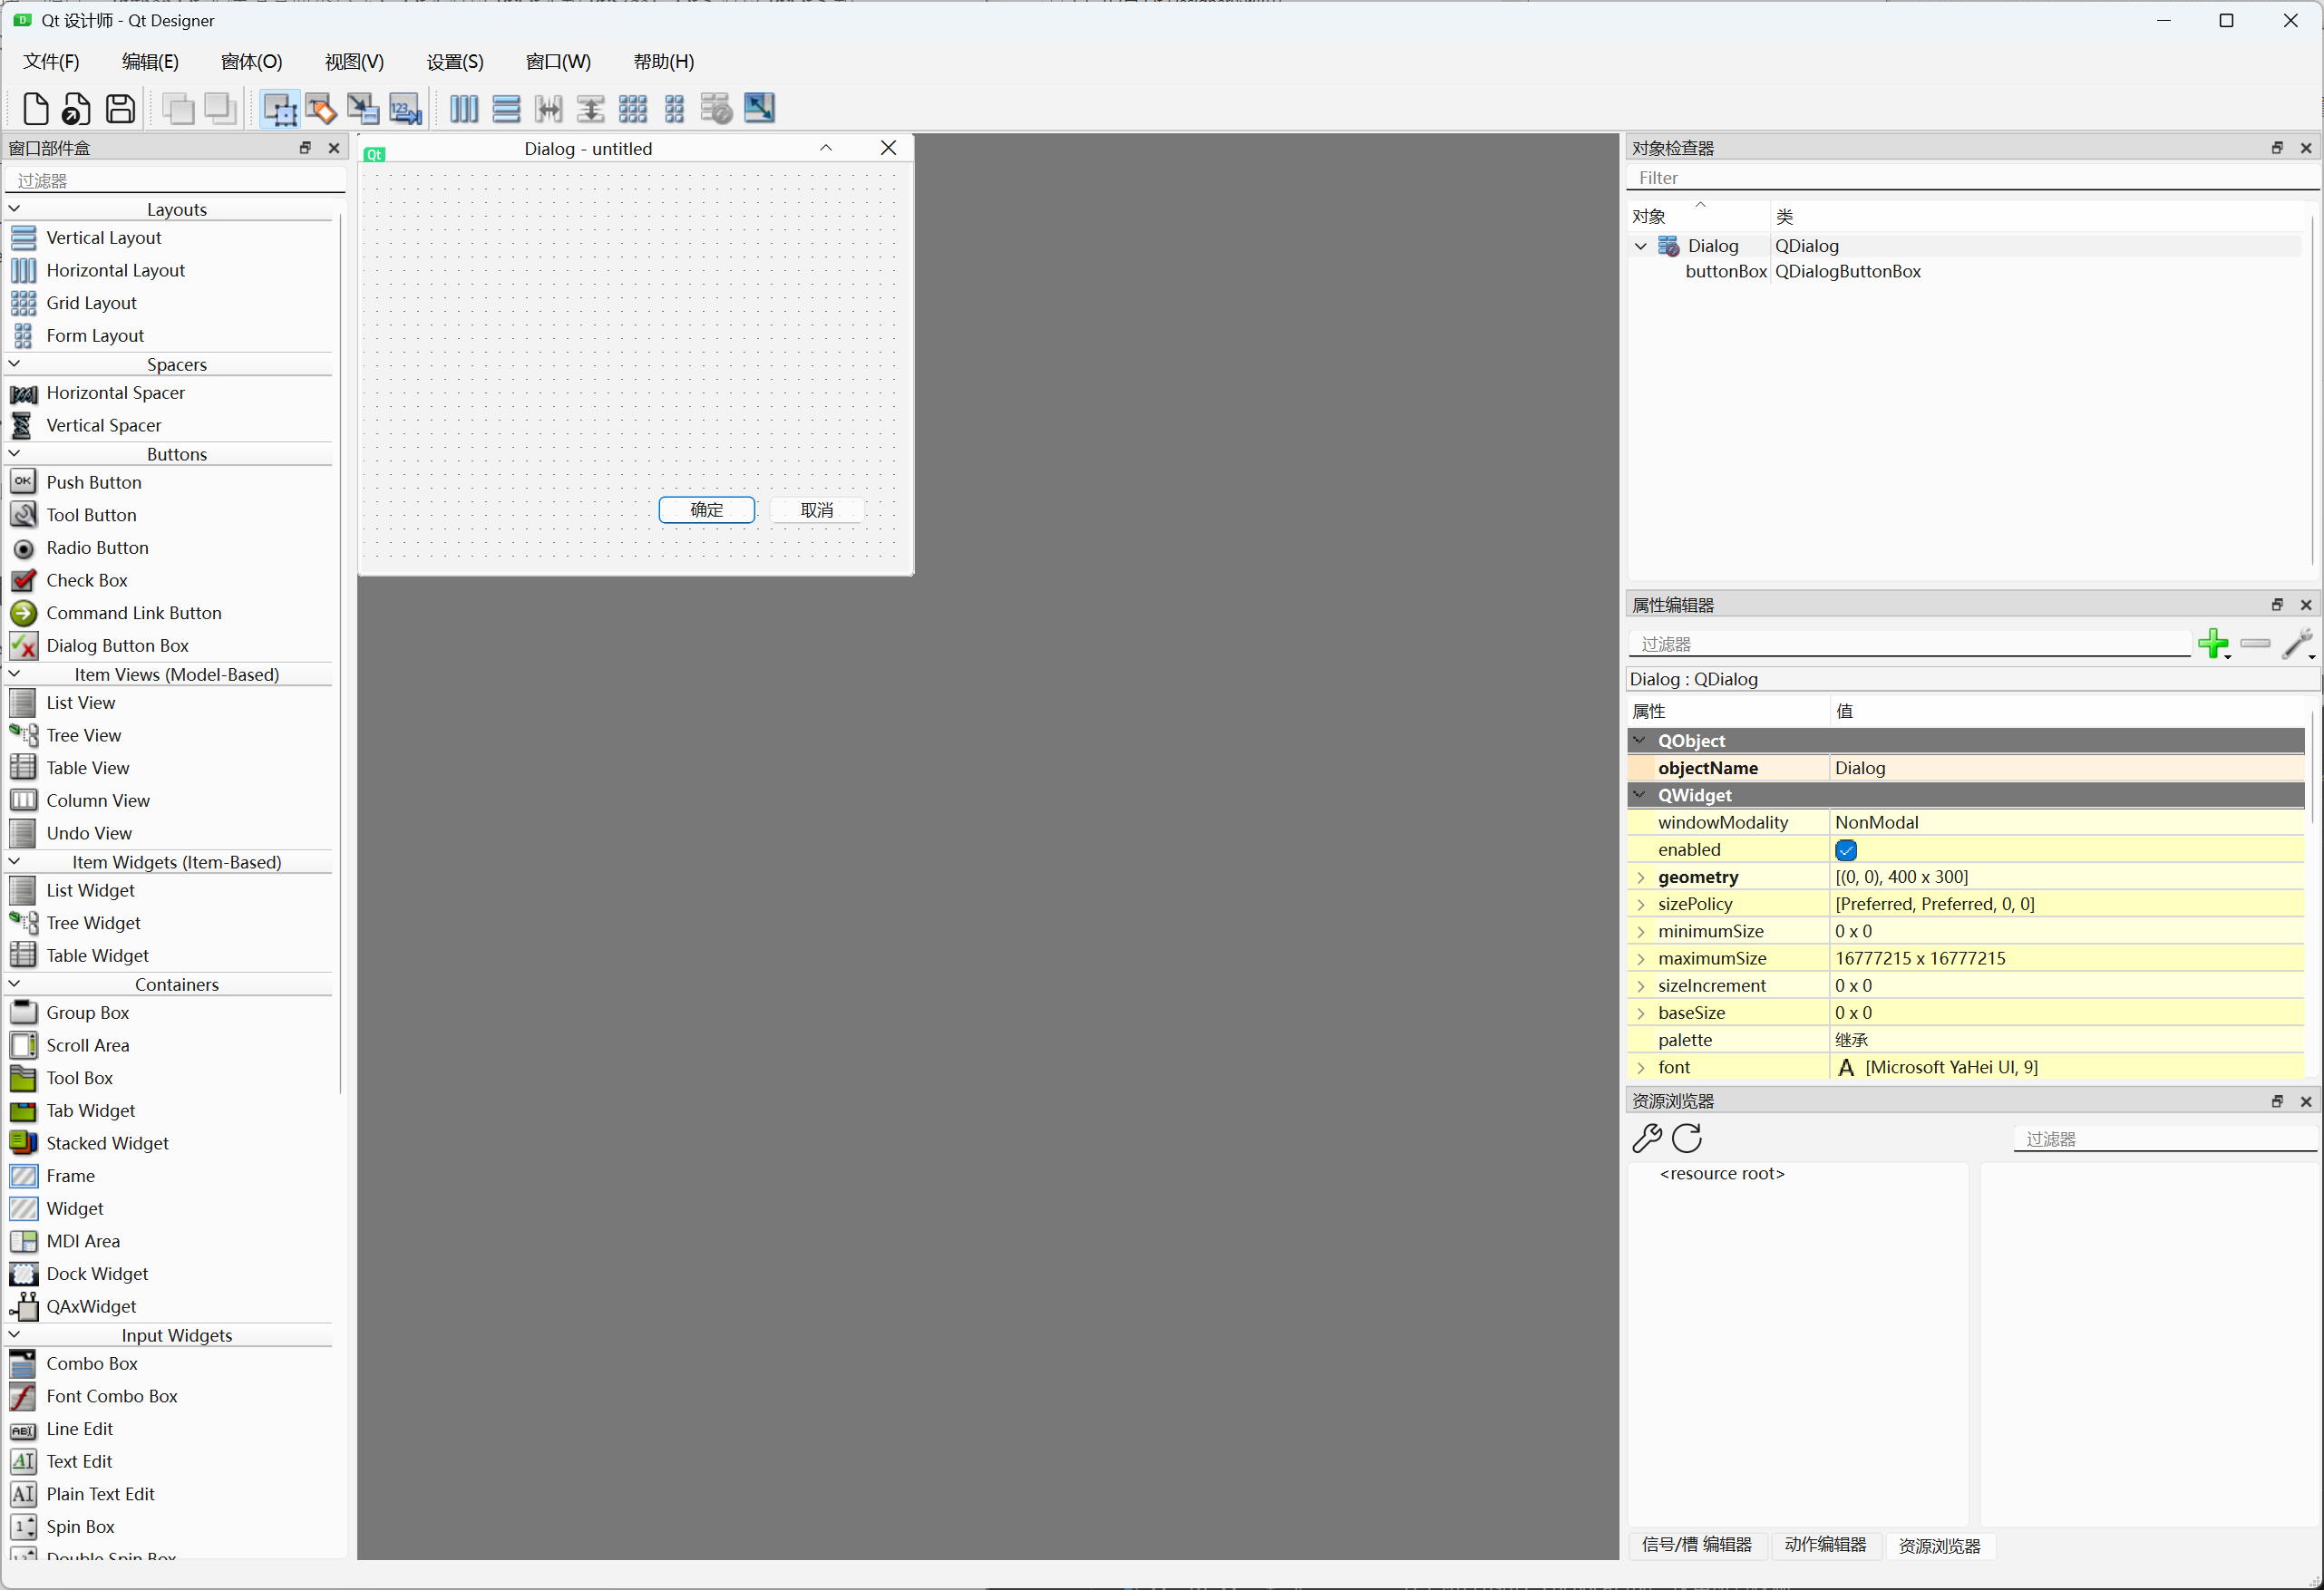 Qt 设计师 - Qt Designer
文件(F) 编辑(E) 窗体(O) 视图(V) 设置(S) 窗口(W) 帮助(H)
窗口部件盒
过滤器
Layouts
Vertical Layout
Horizontal Layout
Grid Layout
Form Layout
Spacers
Horizontal Spacer
Vertical Spacer
Buttons
OK Push Button
Tool Button
Radio Button
Check Box
Command Link Button
Dialog Button Box
Item Views (Model-Based)
List View
Tree View
Table View
Column View
Undo View
Item Widgets (Item-Based)
List Widget
Tree Widget
Table Widget
Containers
Group Box
Scroll Area
Tool Box
Tab Widget
Stacked Widget
Frame
Widget
MDI Area
Dock Widget
QAxWidget
Input Widgets
Combo Box
Font Combo Box
Line Edit
AI Text Edit
AI Plain Text Edit
1 Spin Box
Double Spin Box
Qt Dialog - untitled
确定 取消
对象检查器
Filter
对象 类
Dialog QDialog
buttonBox QDialogButtonBox
属性编辑器
过滤器
Dialog : QDialog
属性 值
QObject
objectName Dialog
QWidget
windowModality NonModal
enabled
geometry [(0, 0), 400 x 300]
sizePolicy [Preferred, Preferred, 0, 0]
minimumSize 0 x 0
maximumSize 16777215 x 16777215
sizeIncrement 0 x 0
baseSize 0 x 0
palette 继承
font A [Microsoft YaHei UI, 9]
资源浏览器
过滤器
<resource root>
信号/槽 编辑器 动作编辑器 资源浏览器